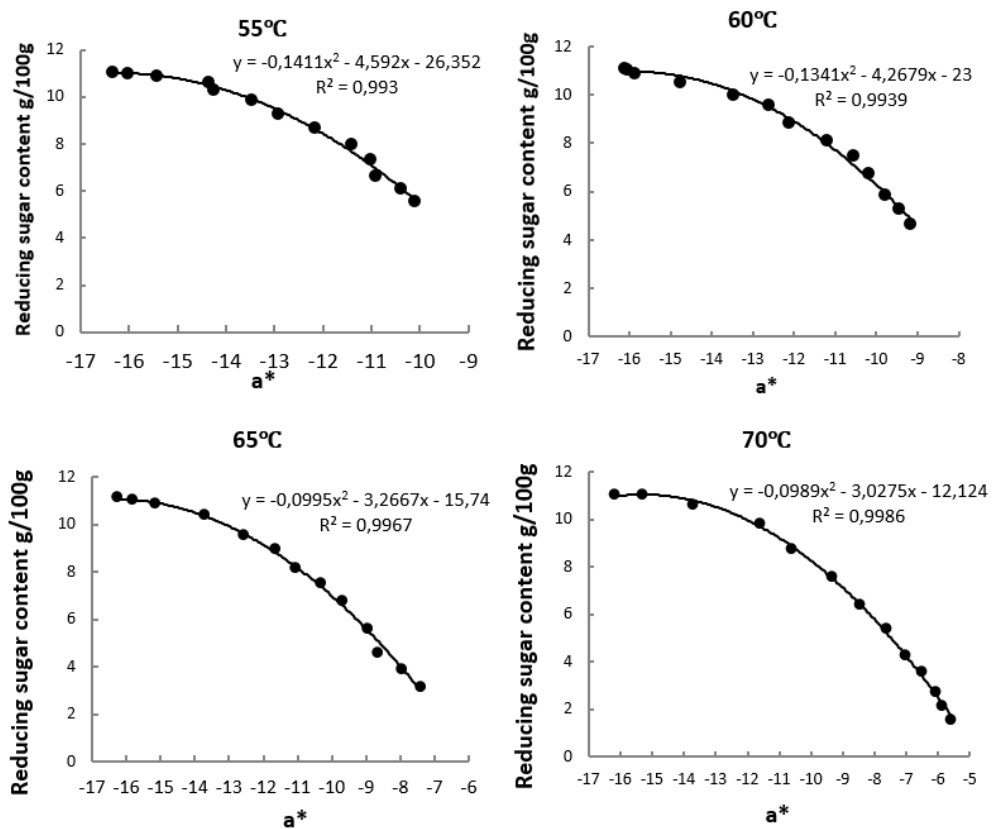 55℃
y = -0,1411x² - 4,592x - 26,352
R² = 0,993
Reducing sugar content g/100g
12
10
8
6
4
2
0
-17 -16 -15 -14 -13 -12 -11 -10 -9
a*
60℃
y = -0,1341x² - 4,2679x - 23
R² = 0,9939
Reducing sugar content g/100g
12
10
8
6
4
2
0
-17 -16 -15 -14 -13 -12 -11 -10 -9 -8
a*
65℃
y = -0,0995x² - 3,2667x - 15,74
R² = 0,9967
Reducing sugar content g/100g
12
10
8
6
4
2
0
-17 -16 -15 -14 -13 -12 -11 -10 -9 -8 -7 -6
a*
70℃
y = -0,0989x² - 3,0275x - 12,124
R² = 0,9986
Reducing sugar content g/100g
12
10
8
6
4
2
0
-17 -16 -15 -14 -13 -12 -11 -10 -9 -8 -7 -6 -5
a*